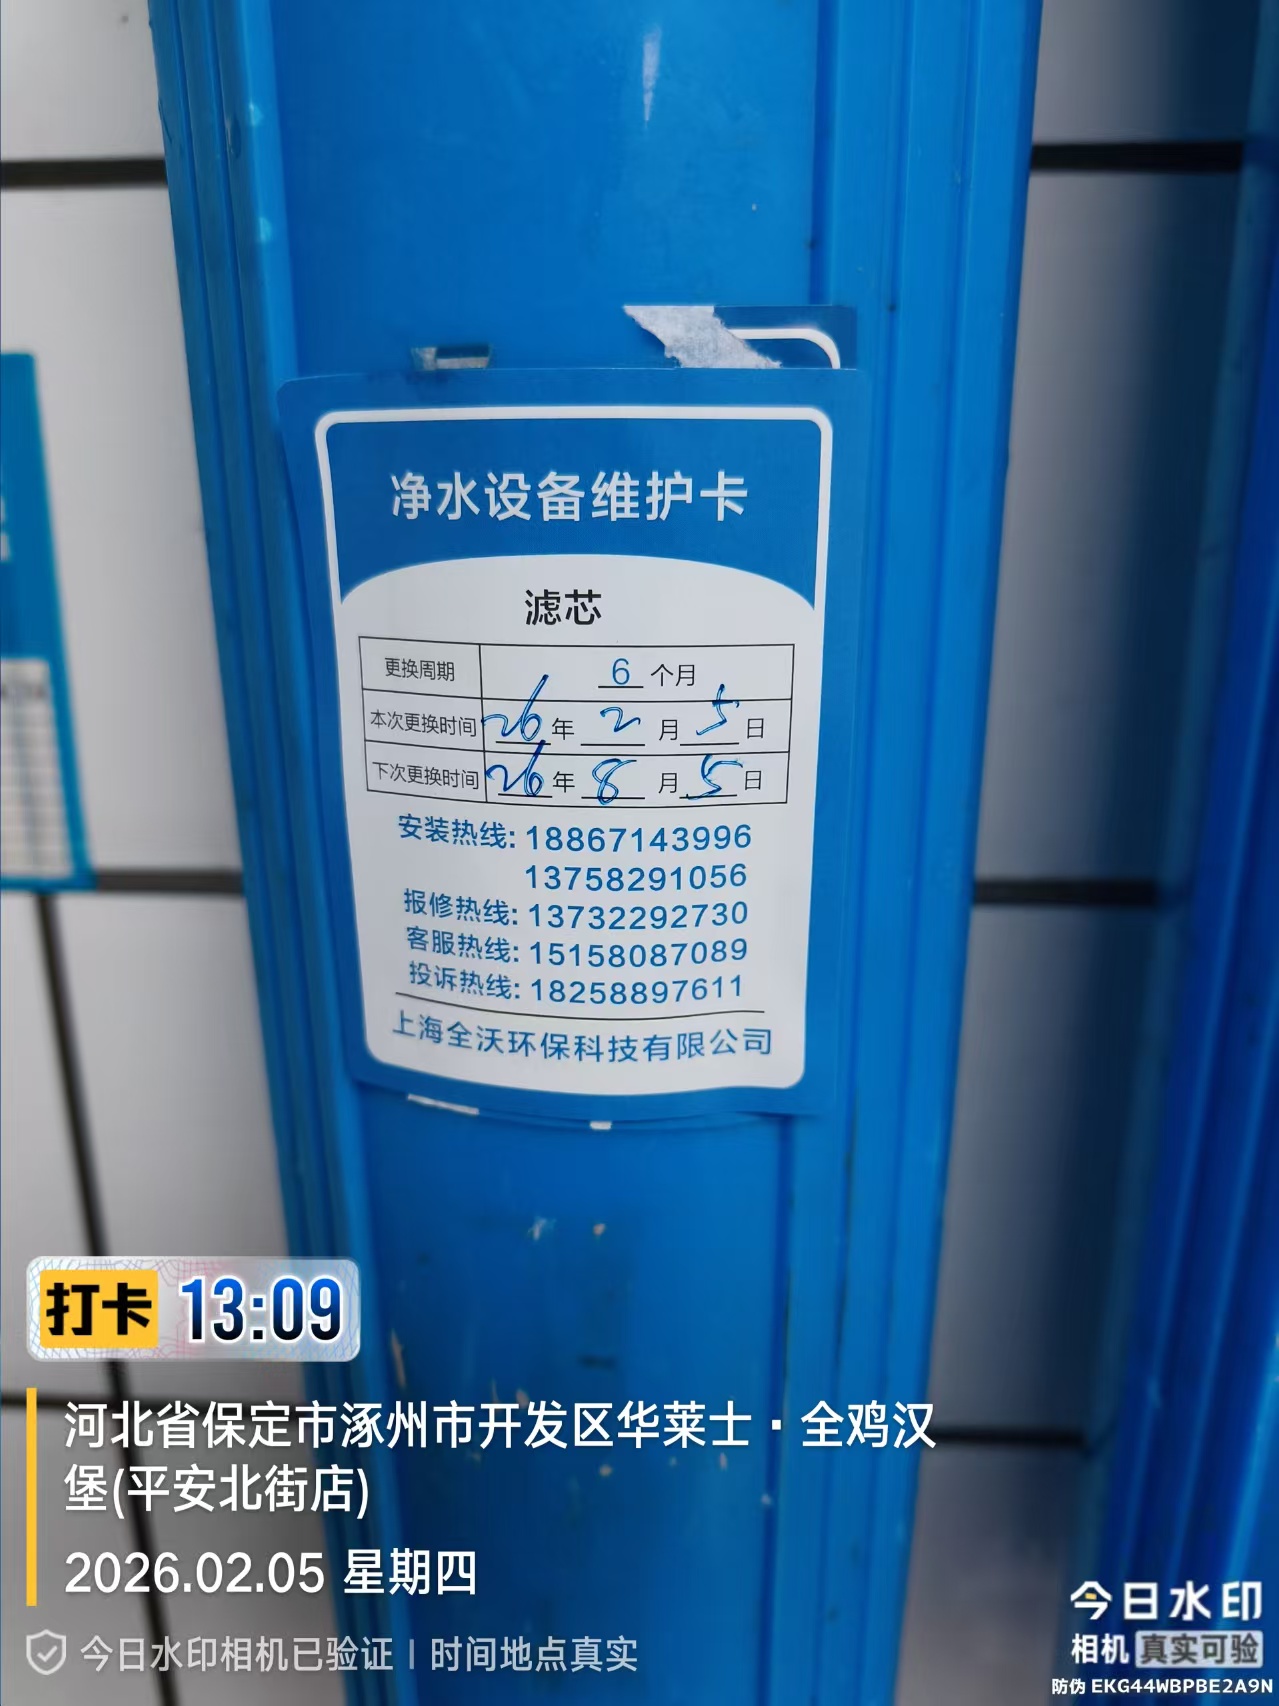 净水设备维护卡
滤芯
更换周期 6 个月
本次更换时间 26 年 2 月 5 日
下次更换时间 26 年 8 月 5 日
安装热线: 18867143996
13758291056
报修热线: 13732292730
客服热线: 15158087089
投诉热线: 18258897611
上海全沃环保科技有限公司
打卡 13:09
河北省保定市涿州市开发区华莱士·全鸡汉
堡(平安北街店)
2026.02.05 星期四
今日水印相机已验证 | 时间地点真实
今日水印
相机 真实可验
防伪 EKG44WBPBE2A9N